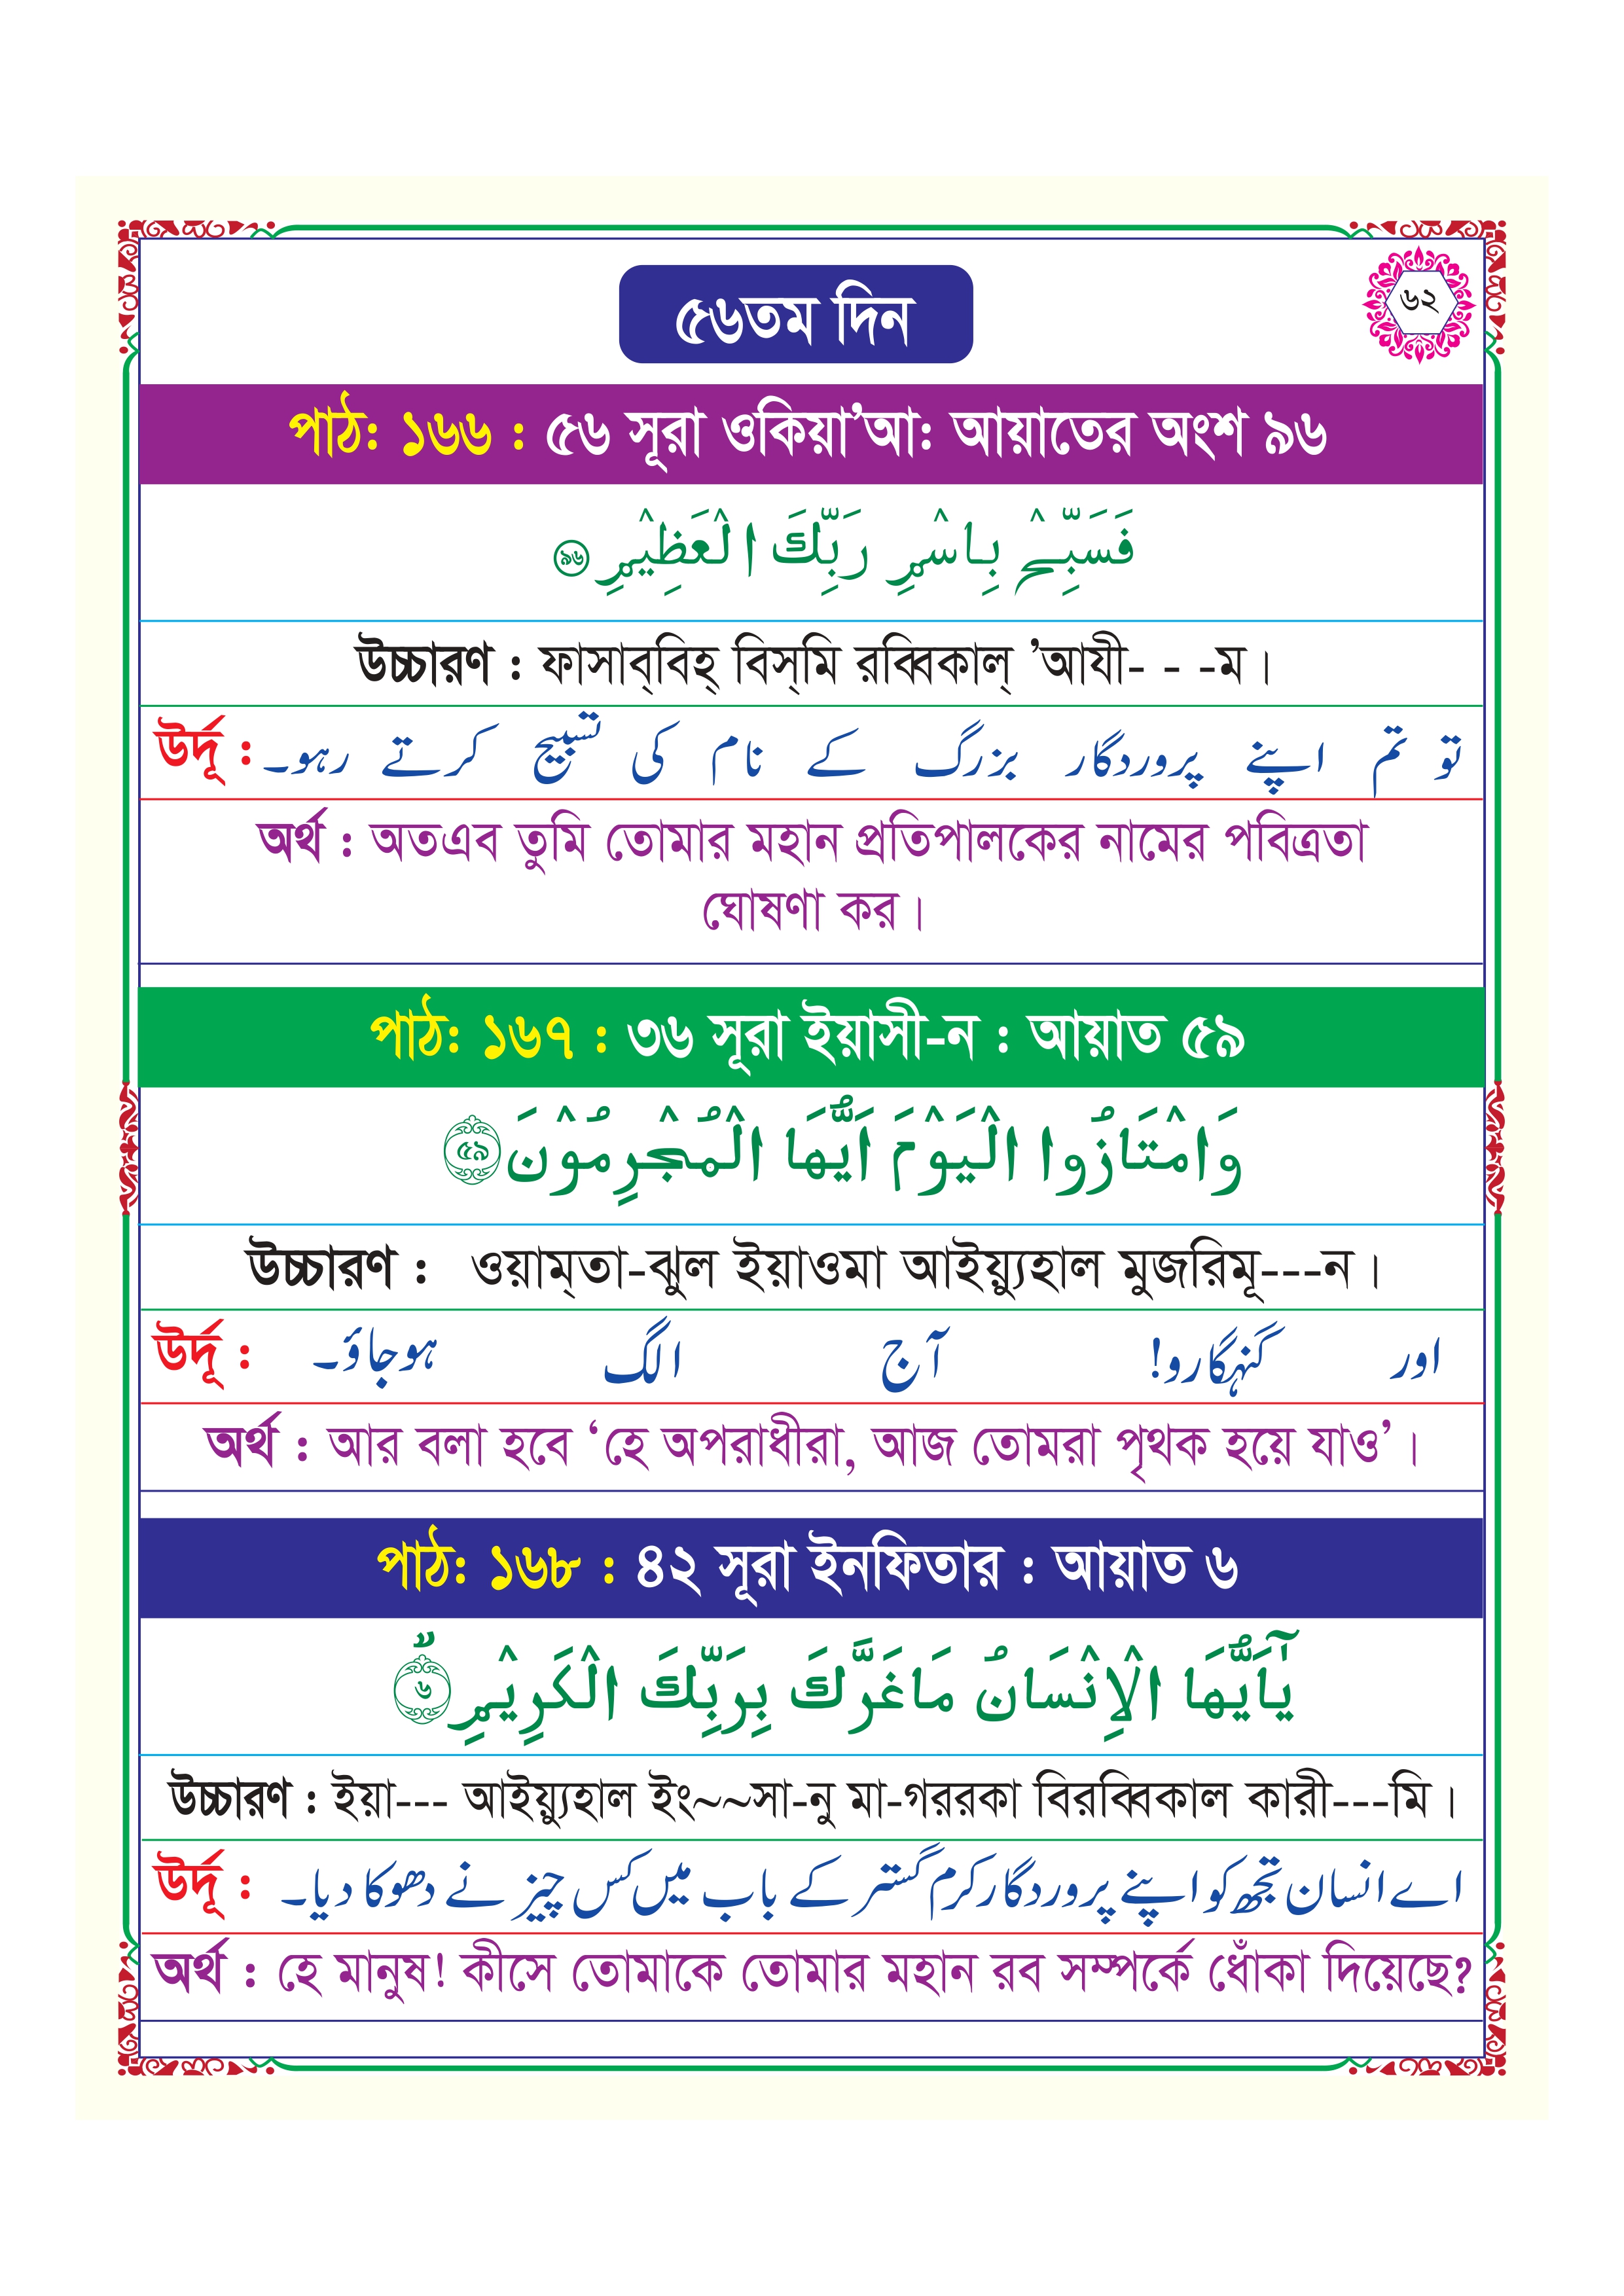 ৫৬তম দিন
৬২
পাঠ: ১৬৬ : ৫৬ সূরা ওকিয়া’আ: আয়াতের অংশ ৯৬
فَسَبِّحْ بِاسْمِ رَبِّكَ الْعَظِيْمِ ৯৬
উচ্চারণ : ফাসাব্‌বিহ্ বিস্‌মি রব্বিকাল্ ’আযী- - -ম।
উর্দূ : تو تم اپنے پروردگار بزرگ کے نام کی تسبیح کرتے رہو۔
অর্থ : অতএব তুমি তোমার মহান প্রতিপালকের নামের পবিত্রতা
ঘোষণা কর।
পাঠ: ১৬৭ : ৩৬ সূরা ইয়াসী-ন : আয়াত ৫৯
وَامْتَازُوا الْيَوْمَ اَيُّهَا الْمُجْرِمُوْنَ ৫৯
উচ্চারণ : ওয়াম্‌তা-ঝুল ইয়াওমা আইয়্যুহাল মুজরিমূ---ন।
উর্দূ : اور گنہگارو! آج الگ ہوجاؤ۔
অর্থ : আর বলা হবে ‘হে অপরাধীরা, আজ তোমরা পৃথক হয়ে যাও’।
পাঠ: ১৬৮ : ৪২ সূরা ইনফিতার : আয়াত ৬
يٰٓاَيُّهَا الْاِنْسَانُ مَاغَرَّكَ بِرَبِّكَ الْكَرِيْمِ ৬
উচ্চারণ : ইয়া--- আইয়্যুহাল ইং~~সা-নু মা-গররকা বিরব্বিকাল কারী---মি।
উর্দূ : اے انسان تجھ کو اپنے پروردگار کرم گستر کے باب میں کس چیز نے دھوکا دیا۔
অর্থ : হে মানুষ! কীসে তোমাকে তোমার মহান রব সম্পর্কে ধোঁকা দিয়েছে?